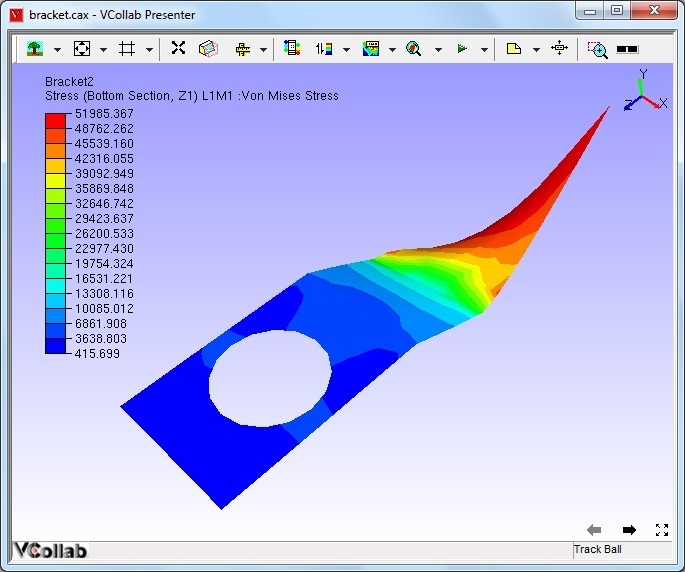 bracket.cax - VCollab Presenter
Bracket2
Stress (Bottom Section, Z1) L1M1 :Von Mises Stress
51985.367
48762.262
45539.160
42316.055
39092.949
35869.848
32646.742
29423.637
26200.533
22977.430
19754.324
16531.221
13308.116
10085.012
6861.908
3638.803
415.699
Y
X
Z
VCollab
Track Ball